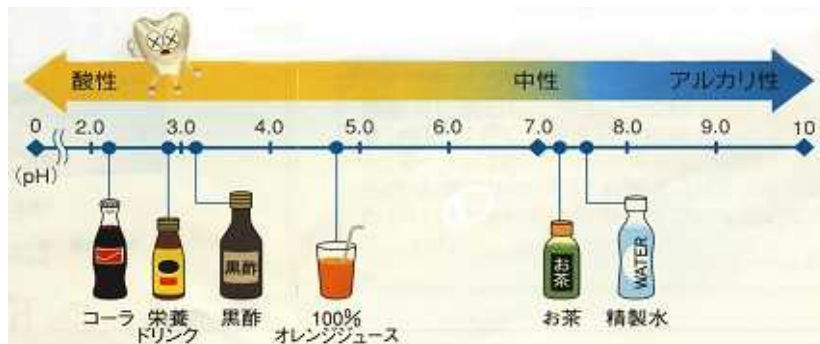 酸性 中性 アルカリ性
0 2.0 3.0 4.0 5.0 6.0 7.0 8.0 9.0 10
(pH)
黒酢 お茶 WATER
コーラ 栄養ドリンク 黒酢 100%オレンジジュース お茶 精製水